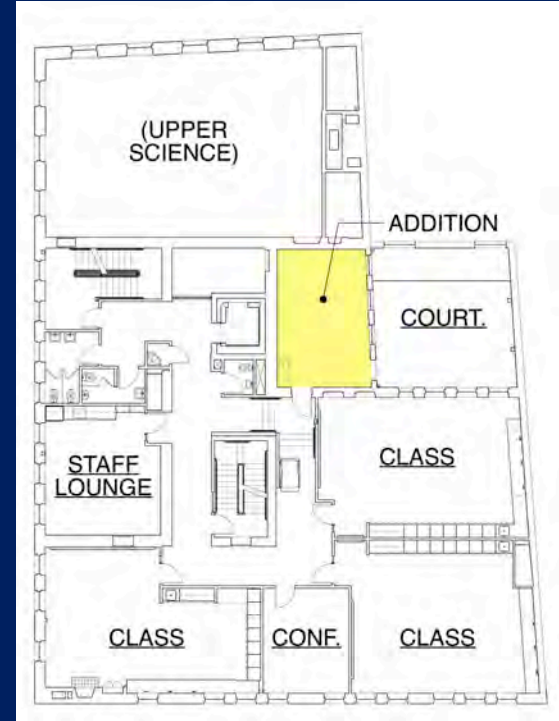 (UPPER
SCIENCE)
ADDITION
COURT.
CLASS
STAFF
LOUNGE
CLASS
CONF.
CLASS